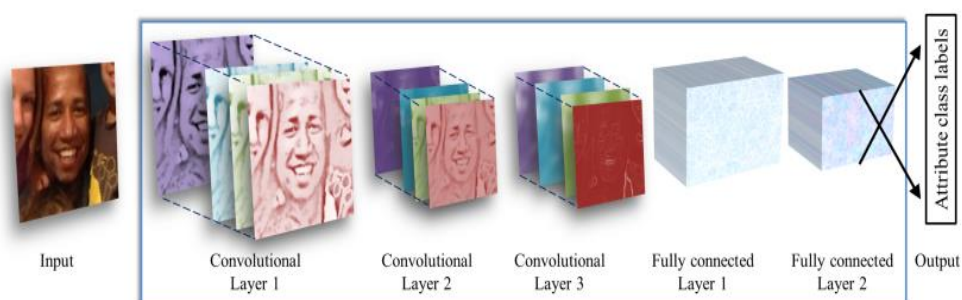 Attribute class labels
Input
Convolutional
Layer 1
Convolutional
Layer 2
Convolutional
Layer 3
Fully connected
Layer 1
Fully connected
Layer 2
Output